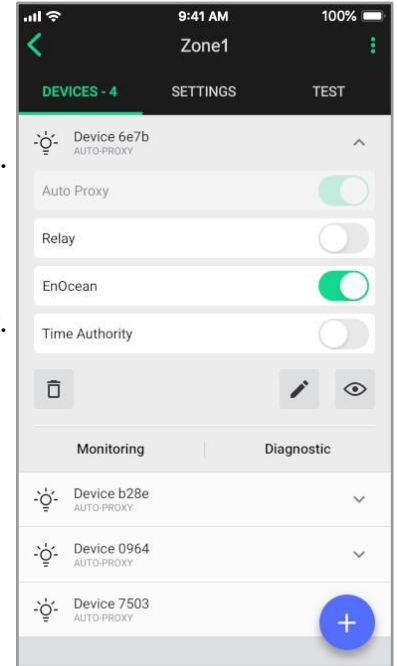 9:41 AM 100%
Zone1
DEVICES - 4 SETTINGS TEST
Device 6e7b
AUTO-PROXY
Auto Proxy
Relay
EnOcean
Time Authority
Monitoring Diagnostic
Device b28e
AUTO-PROXY
Device 0964
AUTO-PROXY
Device 7503
AUTO-PROXY